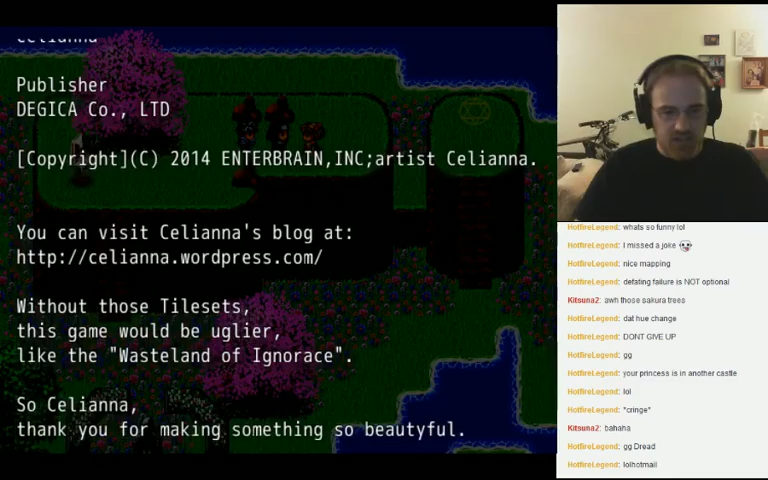 Celianna
Publisher
DEGICA Co., LTD
[Copyright](C) 2014 ENTERBRAIN,INC;artist Celianna.
You can visit Celianna's blog at:
http://celianna.wordpress.com/
Without those Tilesets,
this game would be uglier,
like the "Wasteland of Ignorace".
So Celianna,
thank you for making something so beautyful.
HotfireLegend: whats so funny lol
HotfireLegend: I missed a joke
HotfireLegend: nice mapping
HotfireLegend: defating failure is NOT optional
Kitsuna2: awh those sakura trees
HotfireLegend: dat hue change
HotfireLegend: DONT GIVE UP
HotfireLegend: gg
HotfireLegend: your princess is in another castle
HotfireLegend: lol
HotfireLegend: *cringe*
Kitsuna2: bahaha
HotfireLegend: gg Dread
HotfireLegend: lolhotmail